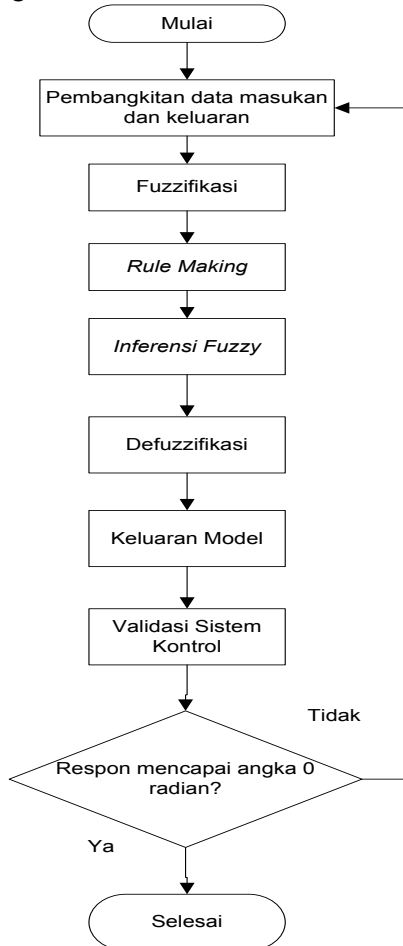 Mulai
Pembangkitan data masukan
dan keluaran
Fuzzifikasi
Rule Making
Inferensi Fuzzy
Defuzzifikasi
Keluaran Model
Validasi Sistem
Kontrol
Tidak
Respon mencapai angka 0
radian?
Ya
Selesai